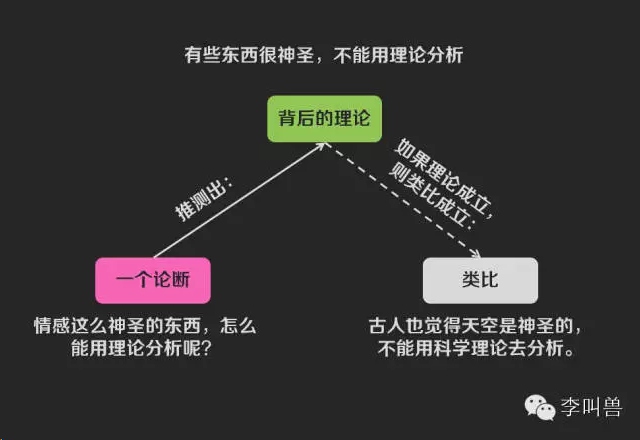 有些东西很神圣，不能用理论分析
背后的理论
推测出：
如果理论成立，
则类比成立：
一个论断
类比
情感这么神圣的东西，怎么
能用理论分析呢？
古人也觉得天空是神圣的，
不能用科学理论去分析。
李叫兽